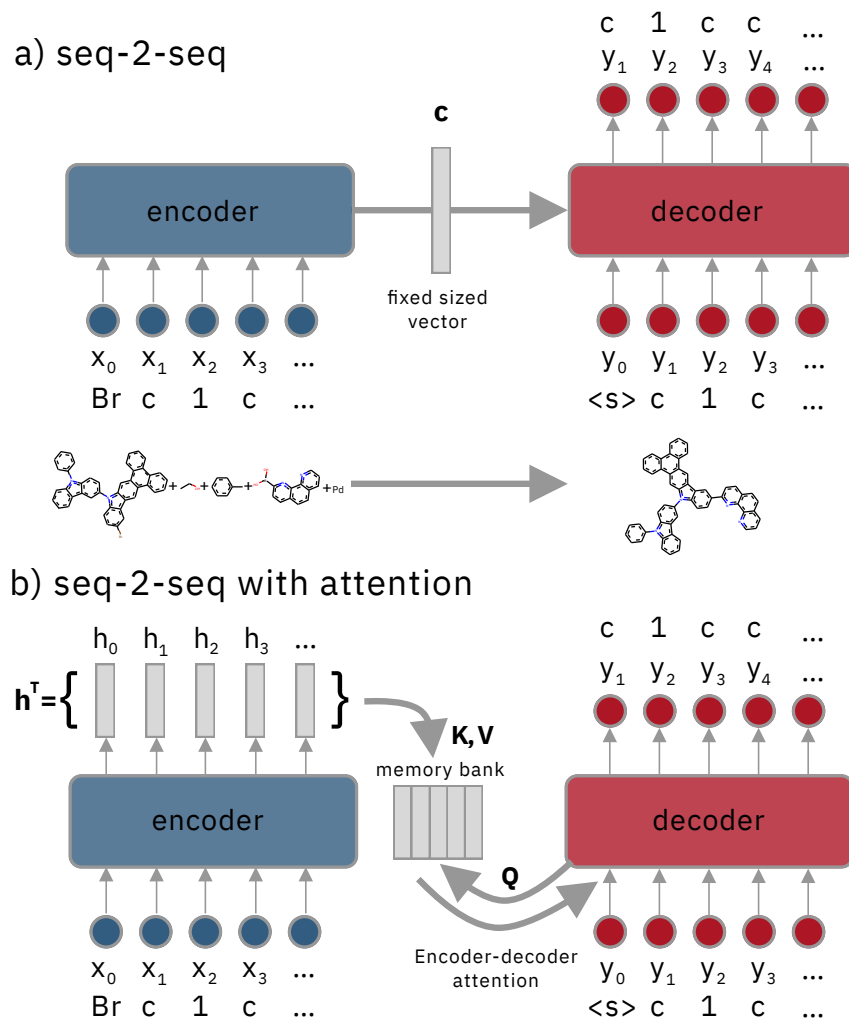 a) seq-2-seq
c 1 c c ...
y₁ y₂ y₃ y₄ ...
c
encoder
decoder
fixed sized
vector
x₀ x₁ x₂ x₃ ...
Br c 1 c ...
y₀ y₁ y₂ y₃
<s> c 1 c ...
+ + + +Pd
b) seq-2-seq with attention
h₀ h₁ h₂ h₃ ...
hᵀ={ }
c 1 c c ...
y₁ y₂ y₃ y₄ ...
K, V
memory bank
encoder
decoder
Q
Encoder-decoder
attention
x₀ x₁ x₂ x₃ ...
Br c 1 c ...
y₀ y₁ y₂ y₃
<s> c 1 c ...